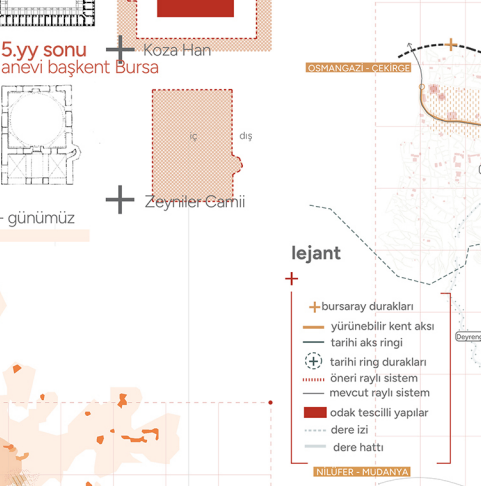 5.yy sonu
anevi başkent Bursa
Koza Han
OSMANGAZİ - ÇEKİRGE
iç
dış
Zeyniler Camii
- günümüz
lejant
bursaray durakları
yürünebilir kent aksı
tarihi aks ringi
tarihi ring durakları
öneri raylı sistem
mevcut raylı sistem
odak tescilli yapılar
dere izi
dere hattı
Deyrenc
NİLÜFER - MUDANYA